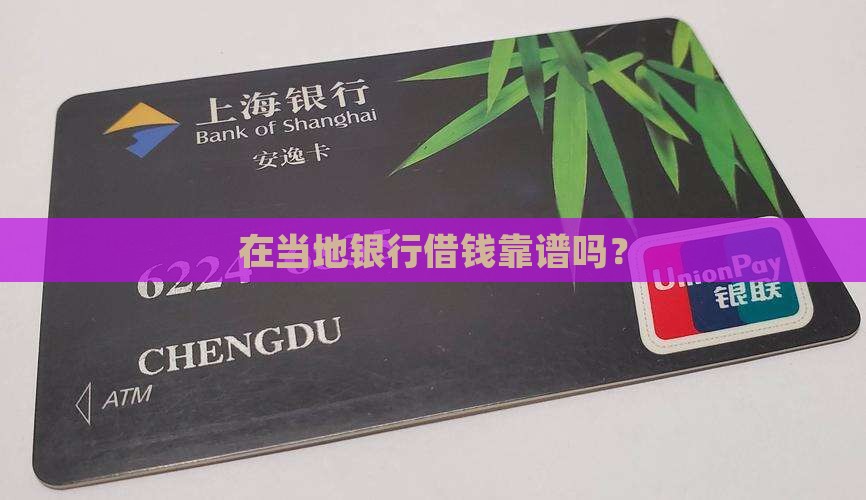 上海银行
Bank of Shanghai
安逸卡
在当地银行借钱靠谱吗？
6224
UnionPay
银联
CHENGDU
ATM